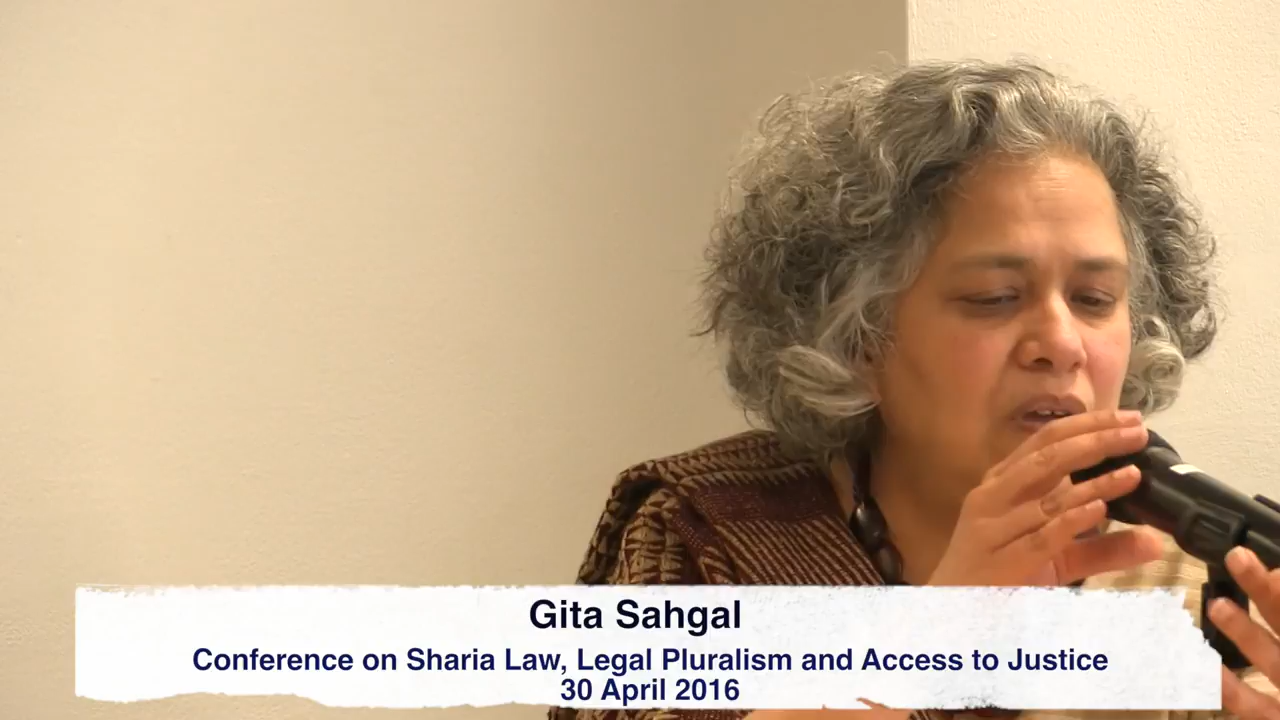 Gita Sahgal
Conference on Sharia Law, Legal Pluralism and Access to Justice
30 April 2016